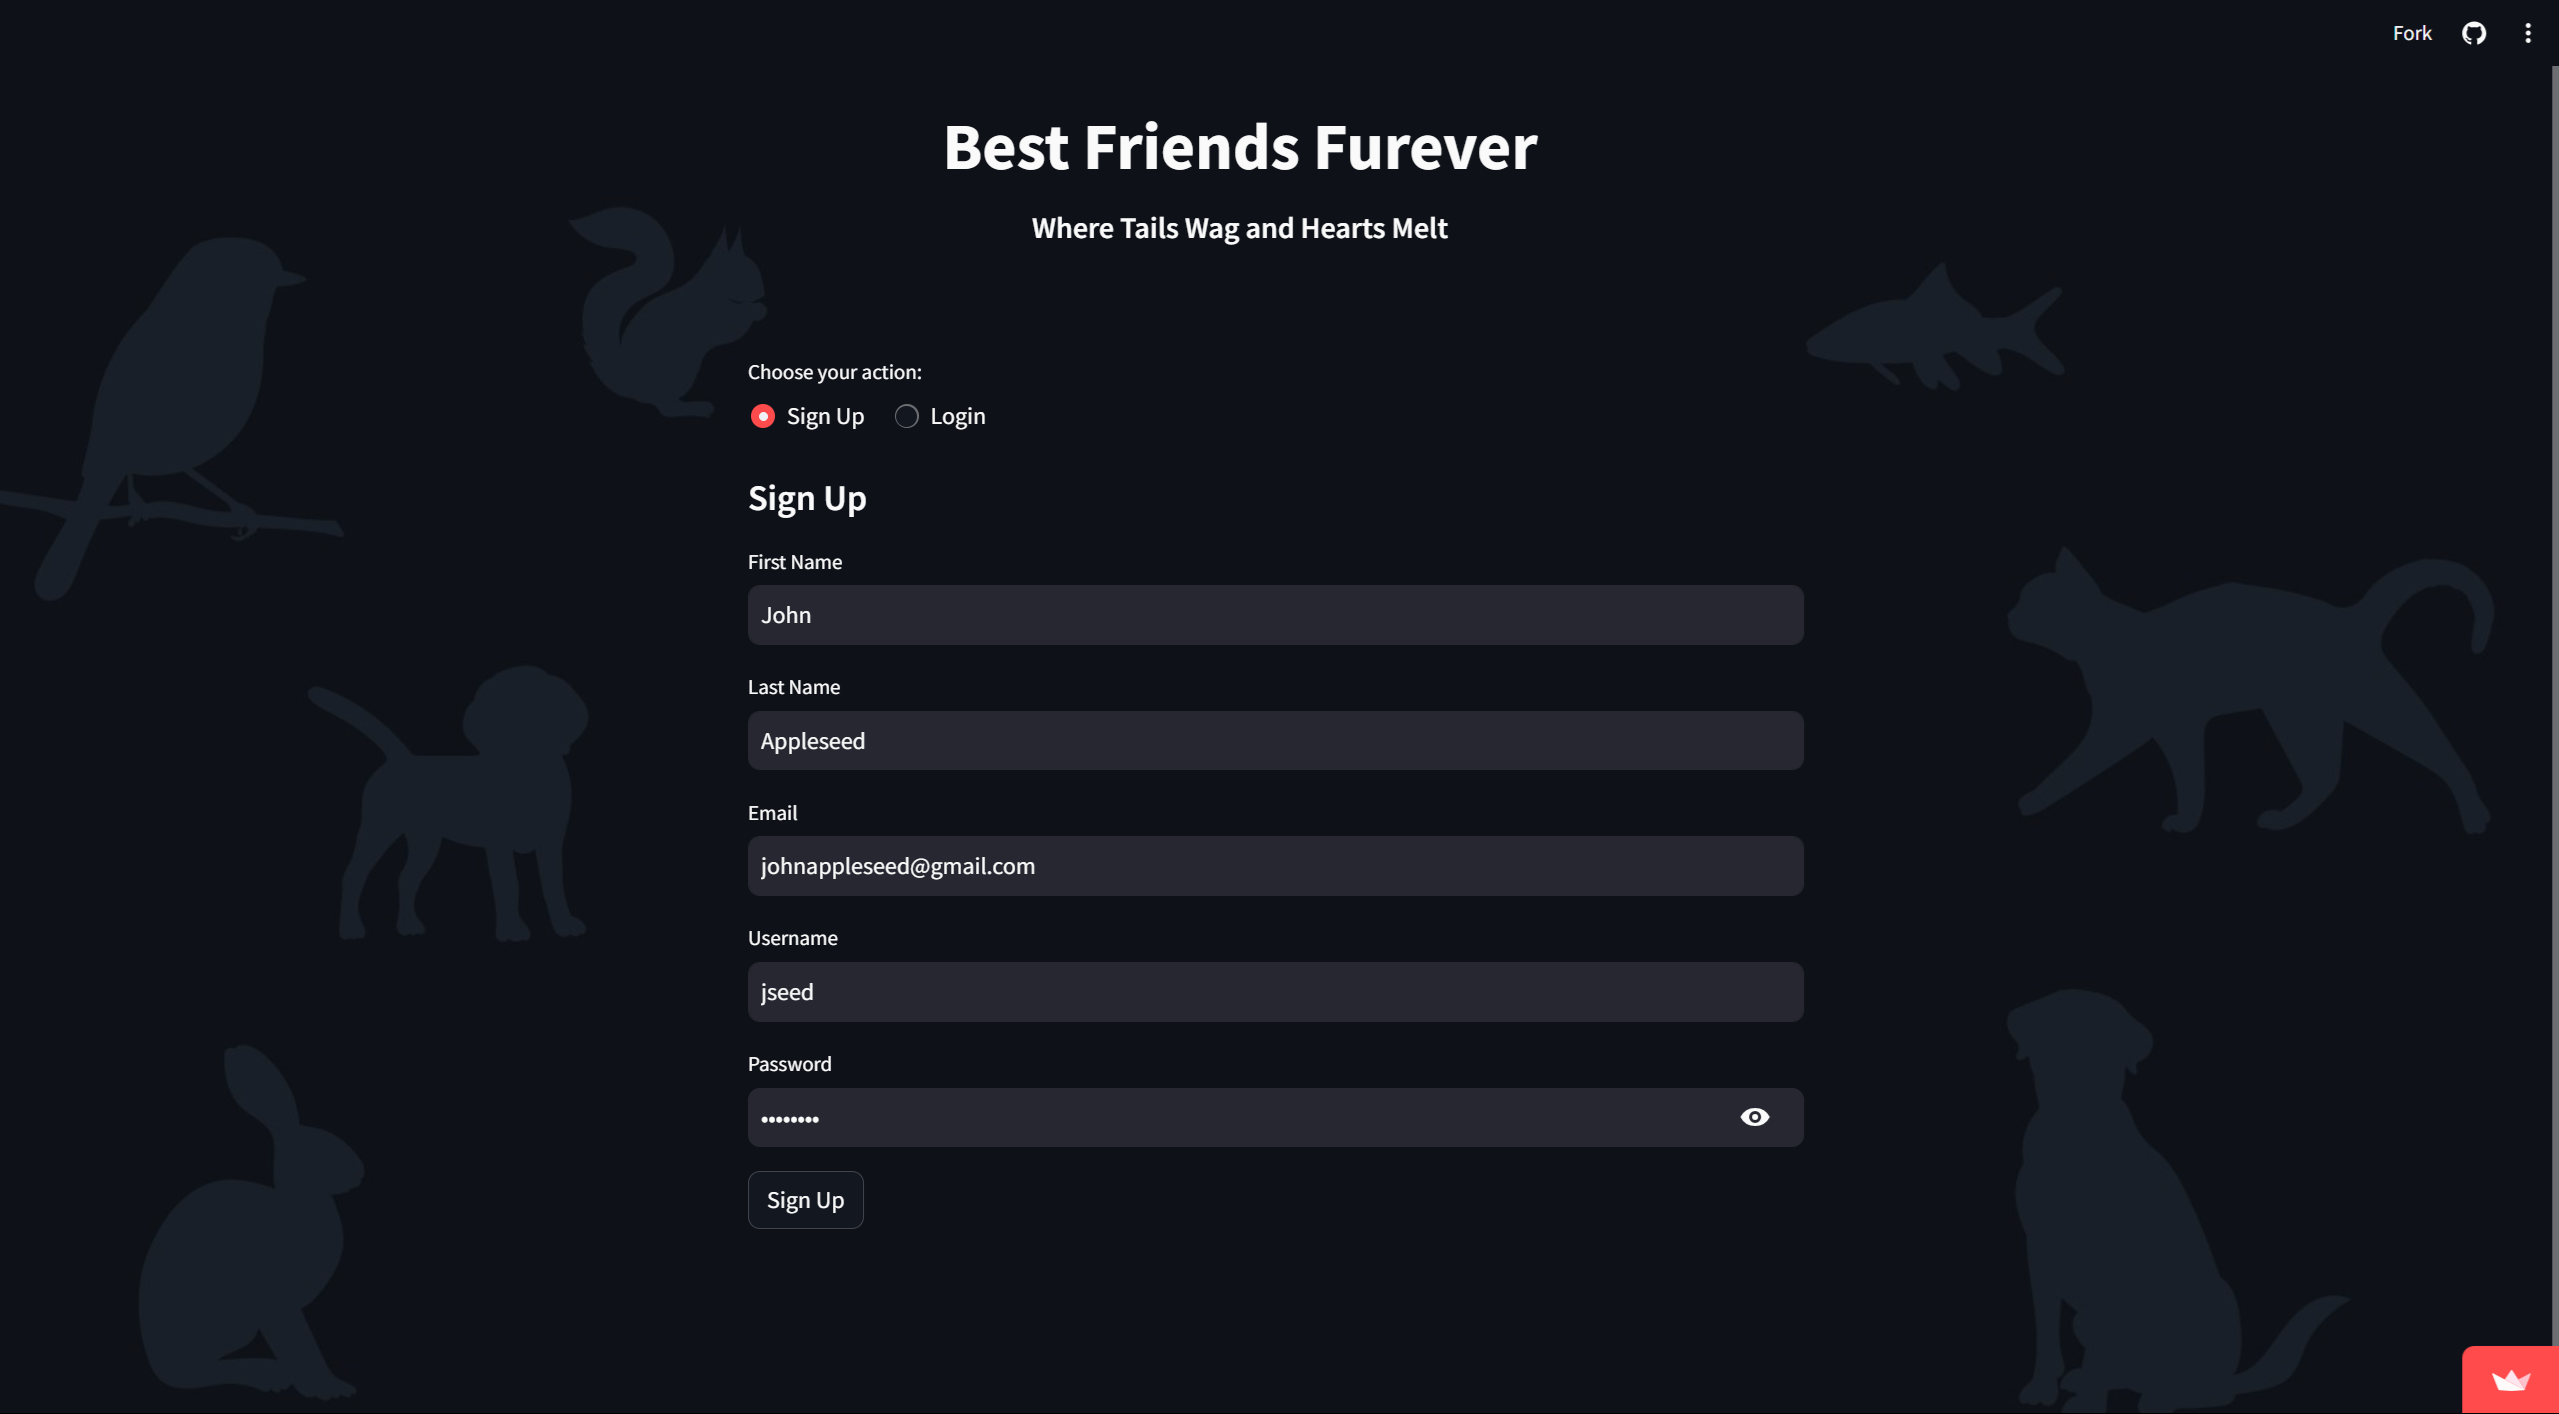 Fork
Best Friends Furever
Where Tails Wag and Hearts Melt
Choose your action:
Sign Up Login
Sign Up
First Name
John
Last Name
Appleseed
Email
johnappleseed@gmail.com
Username
jseed
Password
••••••••
Sign Up